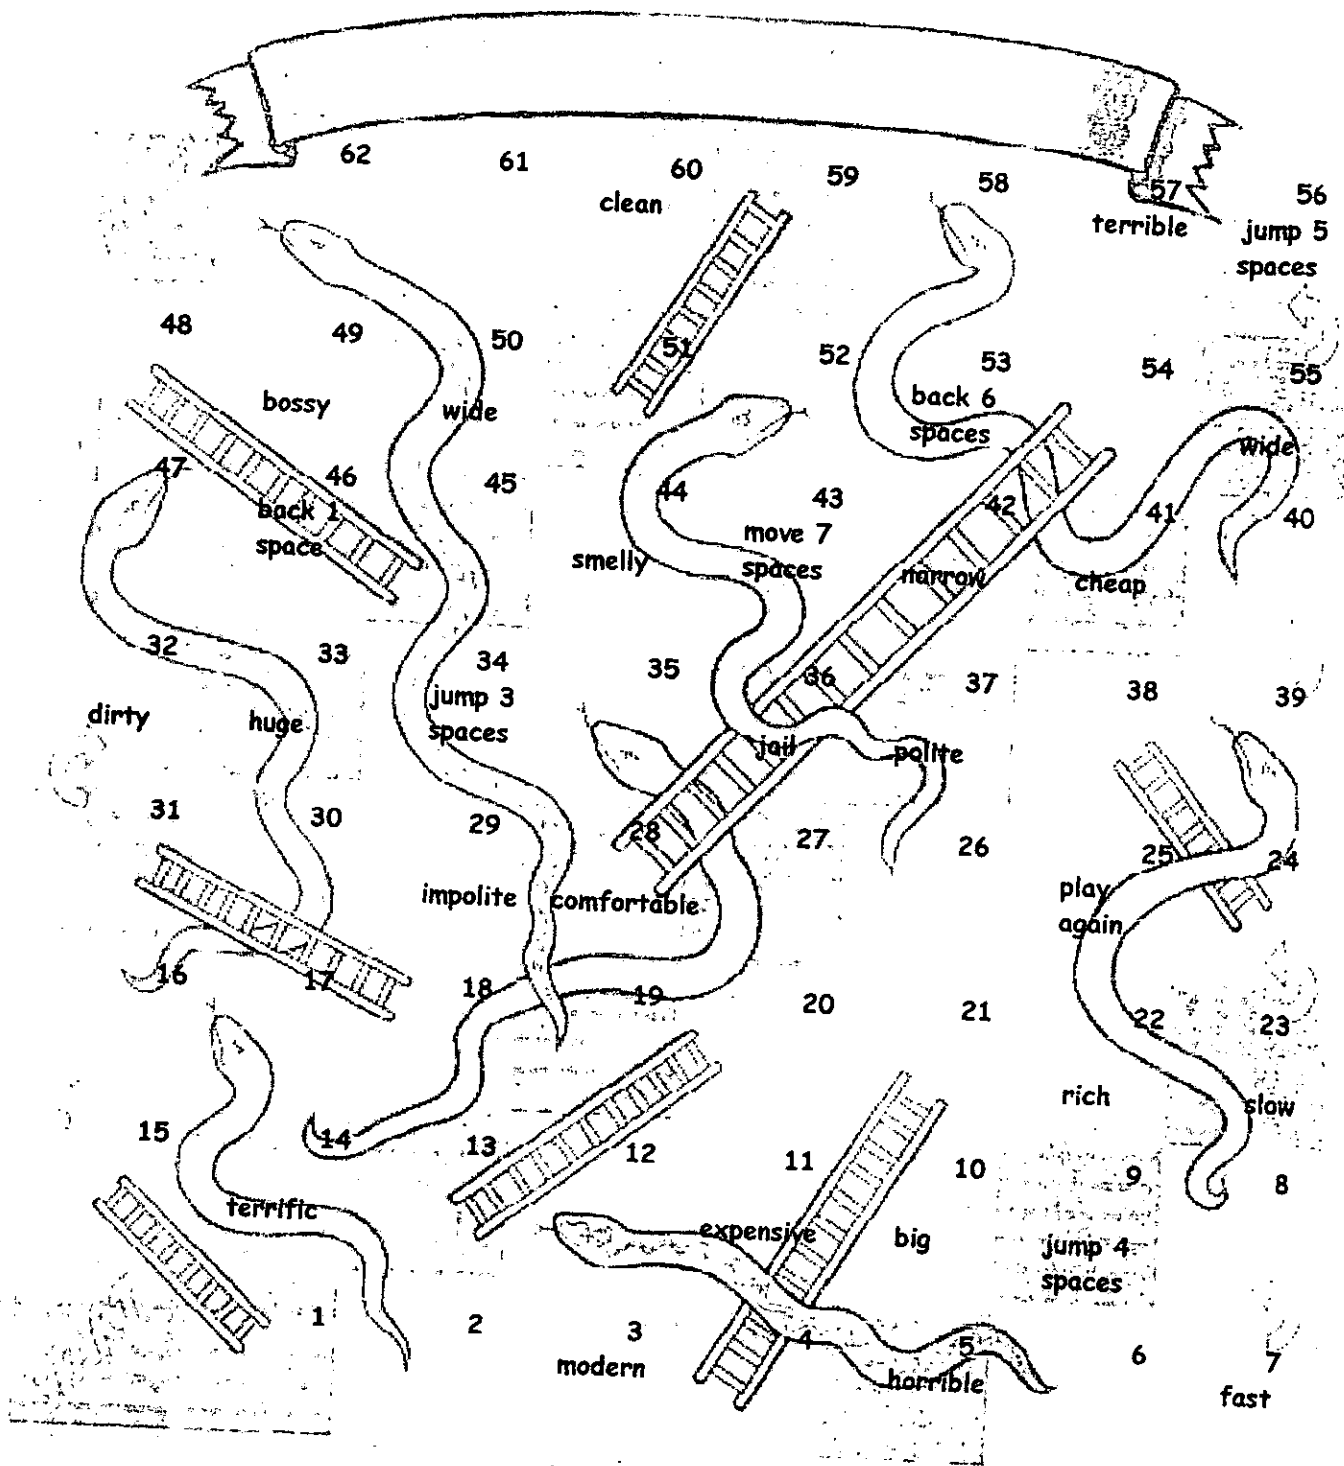 62 61 60 59 58 57 56
clean terrible jump 5
spaces
48 49 50 51 52 53 54 55
bossy wide back 6
spaces wide
47 46 45 44 43 42 41 40
back 1
space smelly move 7
spaces narrow cheap
32 33 34 35 36 37 38 39
dirty huge jump 3
spaces jail polite
31 30 29 28 27 26 25 24
impolite comfortable play
again
16 17 18 19 20 21 22 23
rich slow
15 14 13 12 11 10 9 8
terrific expensive big jump 4
spaces
1 2 3 4 5 6 7
modern horrible fast